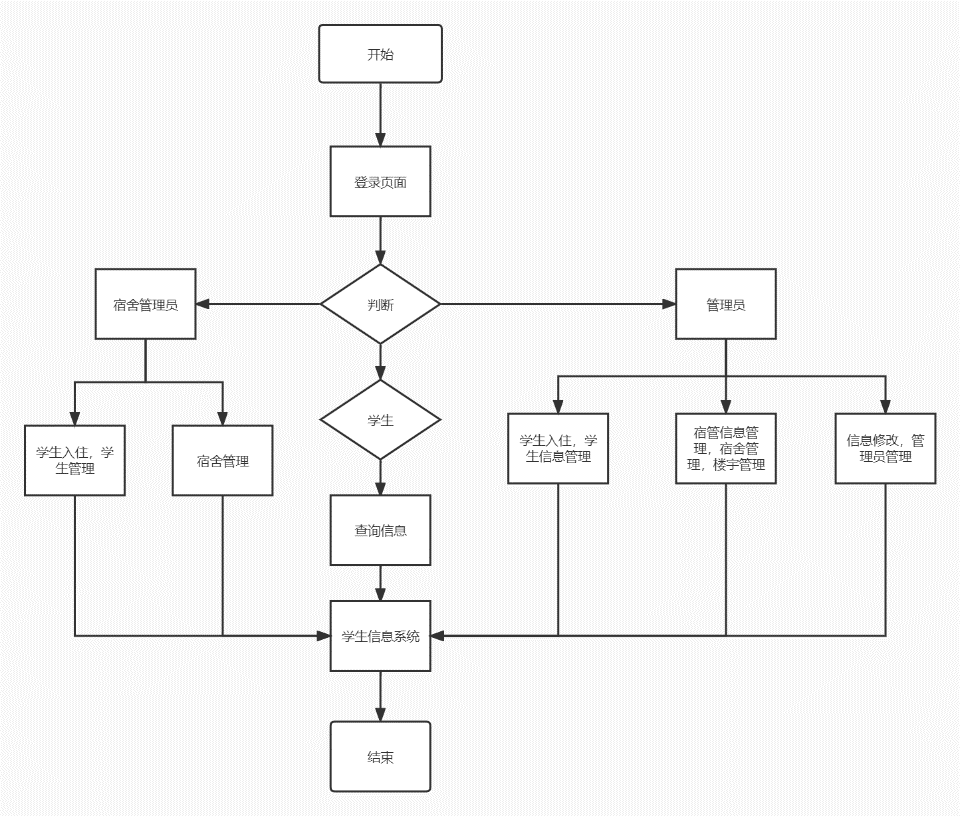 开始
登录页面
宿舍管理员
判断
管理员
学生
学生入住，学
生管理
宿舍管理
学生入住，学
生信息管理
宿管信息管
理，宿舍管
理，楼宇管理
信息修改，管
理员管理
查询信息
学生信息系统
结束